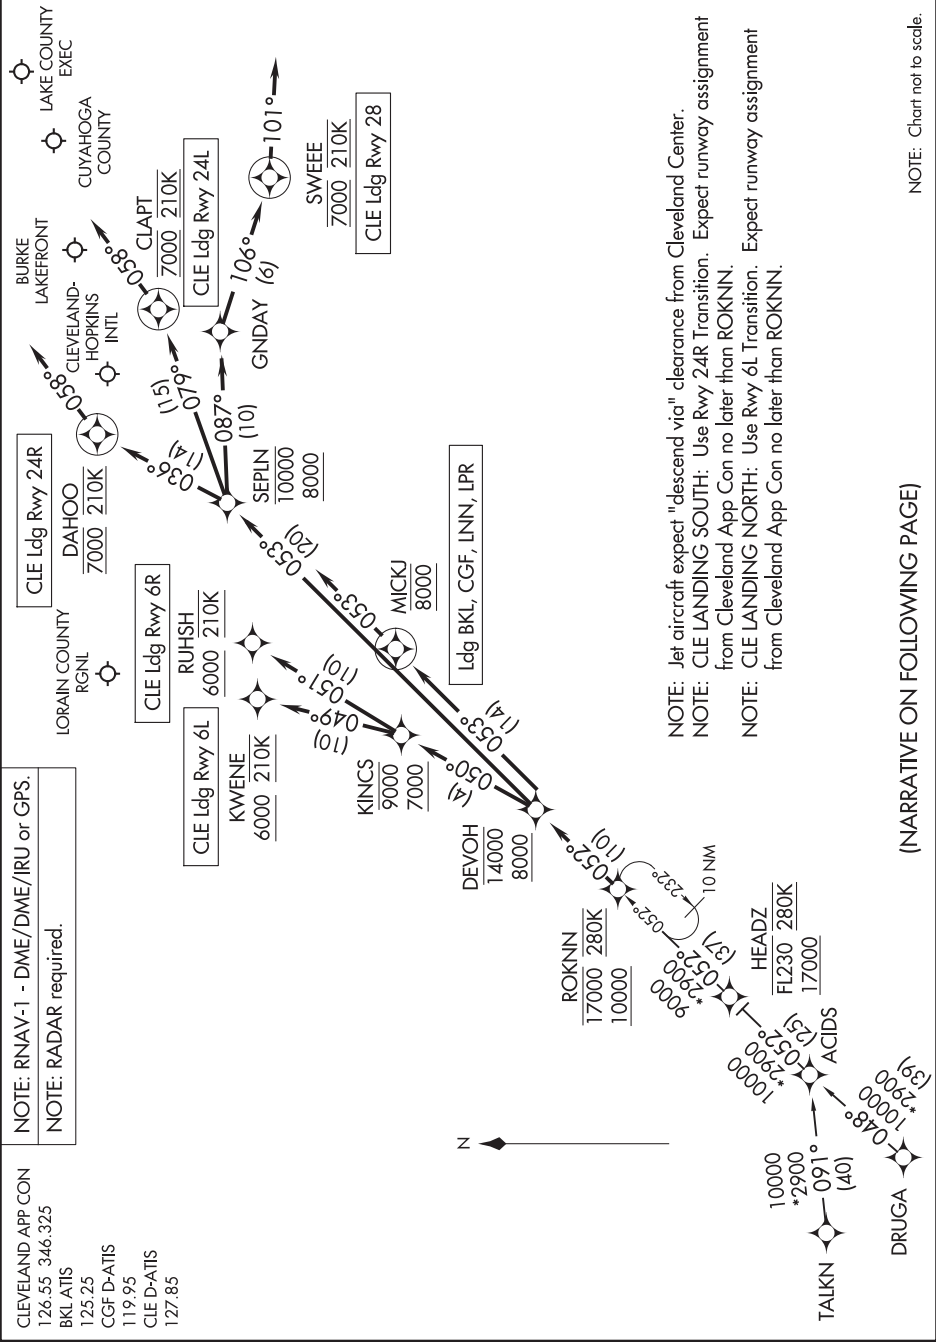 CLEVELAND APP CON
126.55 346.325
BKL ATIS
125.25
CGF D-ATIS
119.95
CLE D-ATIS
127.85
NOTE: RNAV-1 - DME/DME/IRU or GPS.
NOTE: RADAR required.
LORAIN COUNTY
RGNL
CLEVELAND-
HOPKINS
INTL
BURKE
LAKEFRONT
CUYAHOGA
COUNTY
LAKE COUNTY
EXEC
CLE Ldg Rwy 24R
DAHOO
7000 210K
058°
036°
(14)
CLE Ldg Rwy 24L
CLAPT
7000 210K
058°
079°
(15)
087°
(10)
GNDAY
106°
(6)
101°
SWEEE
7000 210K
CLE Ldg Rwy 28
SEPLN
10000
8000
053°
(20)
CLE Ldg Rwy 6R
RUHSH
6000 210K
051°
(10)
CLE Ldg Rwy 6L
KWENE
6000 210K
049°
(10)
KINCS
9000
7000
050°
(4)
053°
MICKJ
8000
Ldg BKL, CGF, LNN, LPR
053°
(14)
DEVOH
14000
8000
052°
(10)
ROKNN
17000 280K
10000
232°
052°
10 NM
9000
*2900
052°
(37)
HEADZ
FL230 280K
17000
10000
*2900
052°
(25)
ACIDS
10000
*2900
091°
(40)
TALKN
048°
10000
*2900
(39)
DRUGA
N
NOTE: Jet aircraft expect "descend via" clearance from Cleveland Center.
NOTE: CLE LANDING SOUTH: Use Rwy 24R Transition. Expect runway assignment
from Cleveland App Con no later than ROKNN.
NOTE: CLE LANDING NORTH: Use Rwy 6L Transition. Expect runway assignment
from Cleveland App Con no later than ROKNN.
(NARRATIVE ON FOLLOWING PAGE)
NOTE: Chart not to scale.